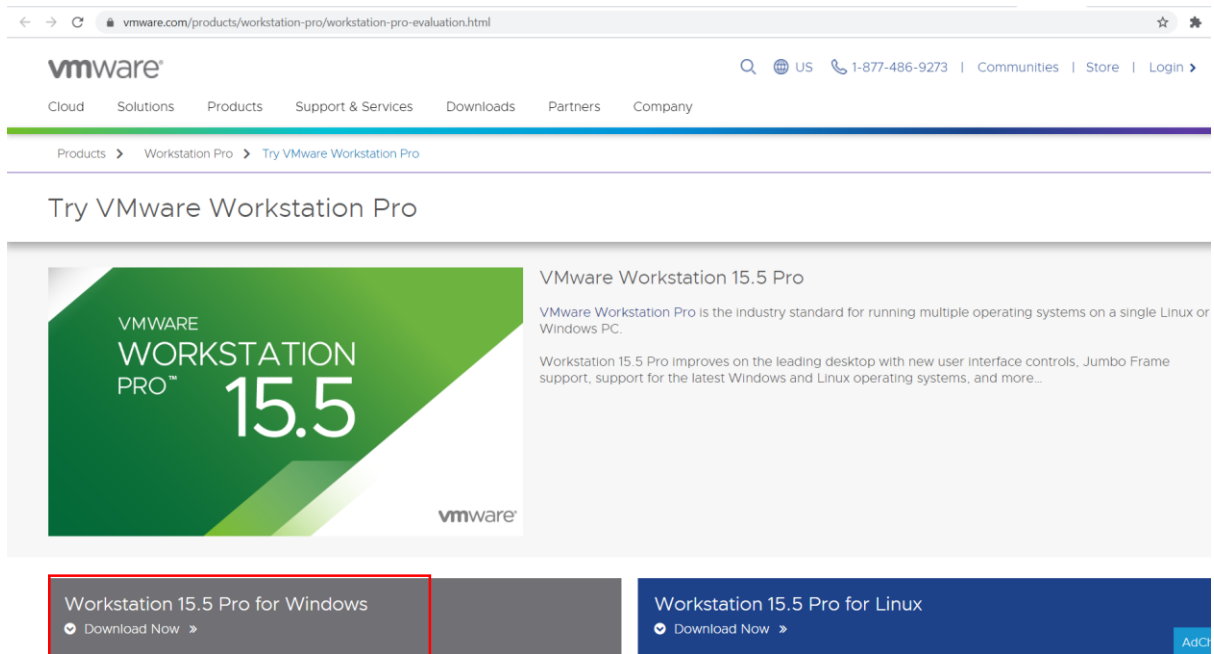 vmware.com/products/workstation-pro/workstation-pro-evaluation.html
vmware®
US 1-877-486-9273 | Communities | Store | Login
Cloud Solutions Products Support & Services Downloads Partners Company
Products Workstation Pro Try VMware Workstation Pro
Try VMware Workstation Pro
VMWARE
WORKSTATION
PRO™ 15.5
vmware®
VMware Workstation 15.5 Pro
VMware Workstation Pro is the industry standard for running multiple operating systems on a single Linux or
Windows PC.
Workstation 15.5 Pro improves on the leading desktop with new user interface controls, Jumbo Frame
support, support for the latest Windows and Linux operating systems, and more...
Workstation 15.5 Pro for Windows
Download Now »
Workstation 15.5 Pro for Linux
Download Now »
AdCh